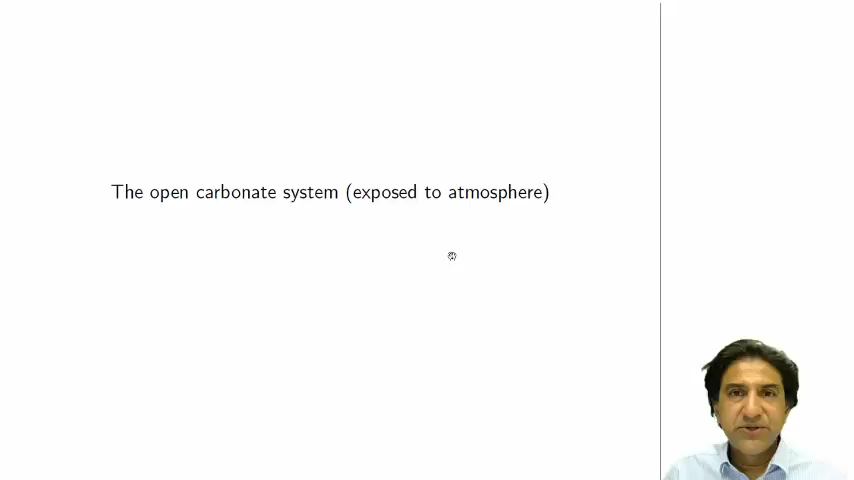 The open carbonate system (exposed to atmosphere)